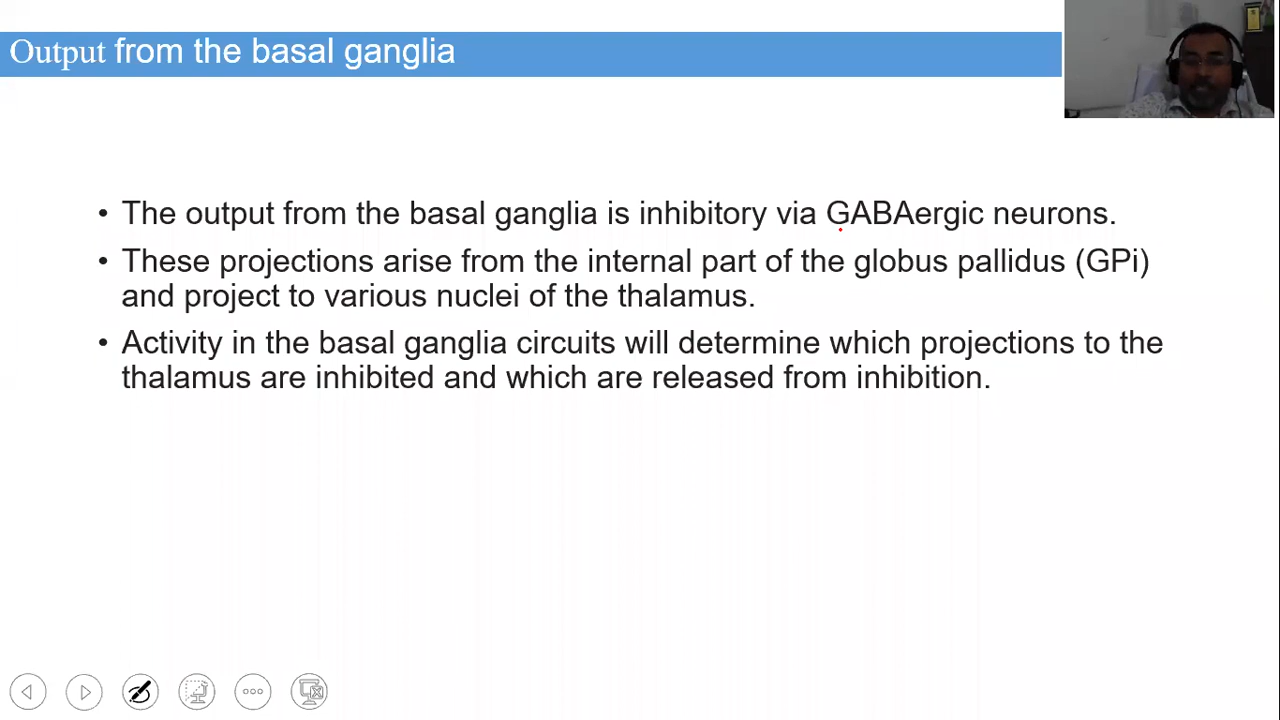 Output from the basal ganglia
• The output from the basal ganglia is inhibitory via GABAergic neurons.
• These projections arise from the internal part of the globus pallidus (GPi)
and project to various nuclei of the thalamus.
• Activity in the basal ganglia circuits will determine which projections to the
thalamus are inhibited and which are released from inhibition.